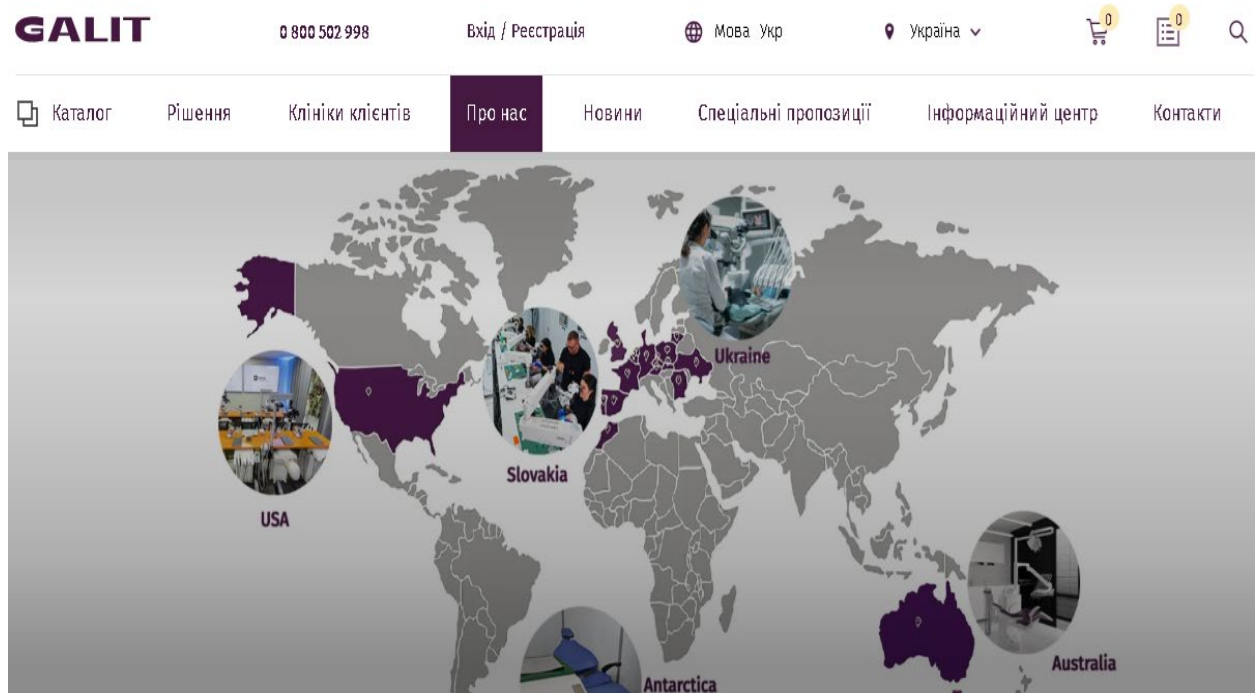 GALIT
0 800 502 998
Вхід / Реєстрація
Мова Укр
Україна
0
0
Каталог
Рішення
Клініки клієнтів
Про нас
Новини
Спеціальні пропозиції
Інформаційний центр
Контакти
Ukraine
Slovakia
USA
Australia
Antarctica